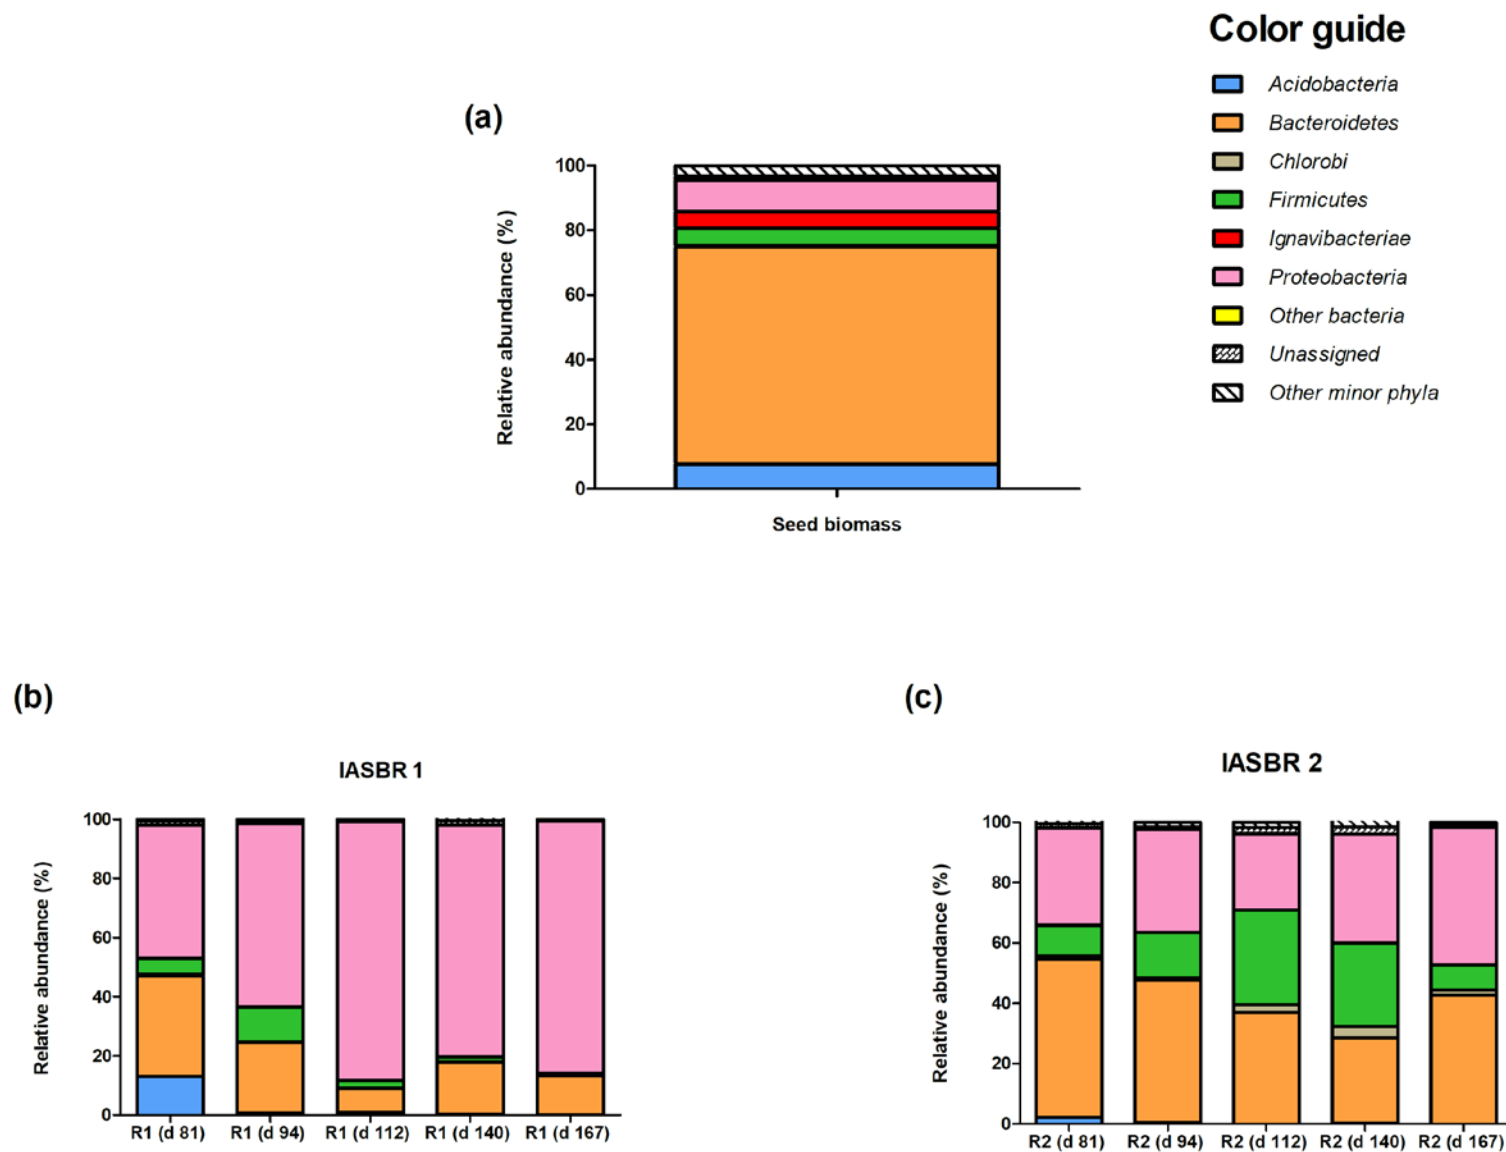 Color guide
Acidobacteria
Bacteroidetes
Chlorobi
Firmicutes
Ignavibacteriae
Proteobacteria
Other bacteria
Unassigned
Other minor phyla
(a)
Relative abundance (%)
100
80
60
40
20
0
Seed biomass
(b)
IASBR 1
Relative abundance (%)
100
80
60
40
20
0
R1 (d 81) R1 (d 94) R1 (d 112) R1 (d 140) R1 (d 167)
(c)
IASBR 2
Relative abundance (%)
100
80
60
40
20
0
R2 (d 81) R2 (d 94) R2 (d 112) R2 (d 140) R2 (d 167)